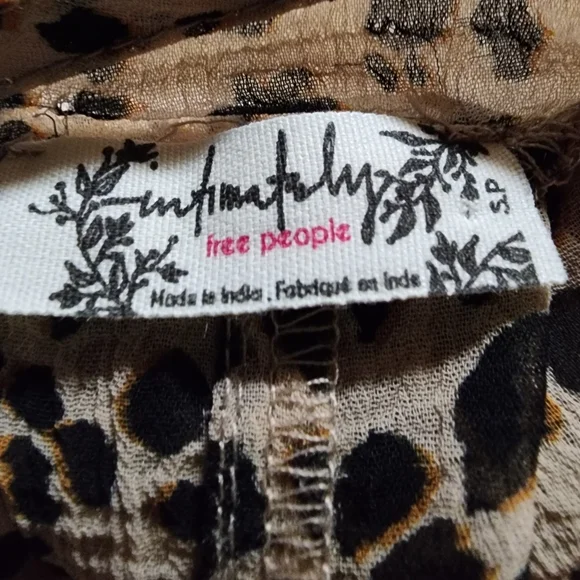 intimately
free people
Made in India. Fabriqué en Inde
S.P